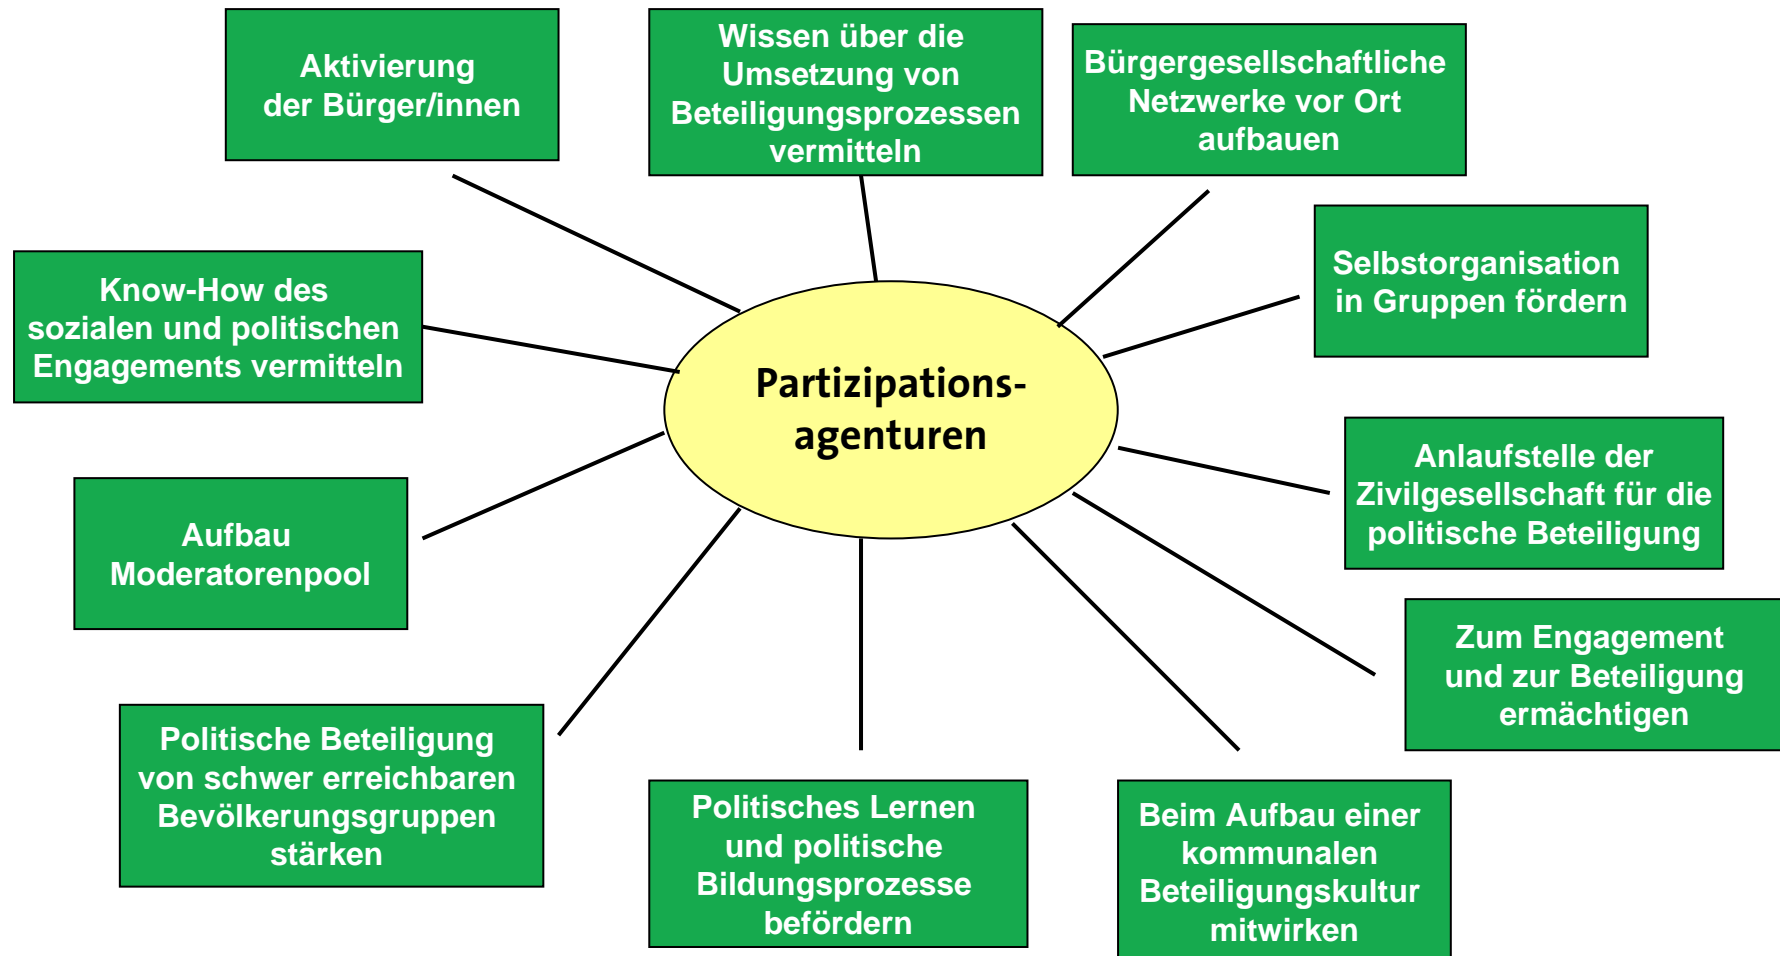 Aktivierung
der Bürger/innen
Wissen über die
Umsetzung von
Beteiligungsprozessen
vermitteln
Bürgergesellschaftliche
Netzwerke vor Ort
aufbauen
Selbstorganisation
in Gruppen fördern
Know-How des
sozialen und politischen
Engagements vermitteln
Partizipations-
agenturen
Anlaufstelle der
Zivilgesellschaft für die
politische Beteiligung
Aufbau
Moderatorenpool
Zum Engagement
und zur Beteiligung
ermächtigen
Politische Beteiligung
von schwer erreichbaren
Bevölkerungsgruppen
stärken
Politisches Lernen
und politische
Bildungsprozesse
befördern
Beim Aufbau einer
kommunalen
Beteiligungskultur
mitwirken